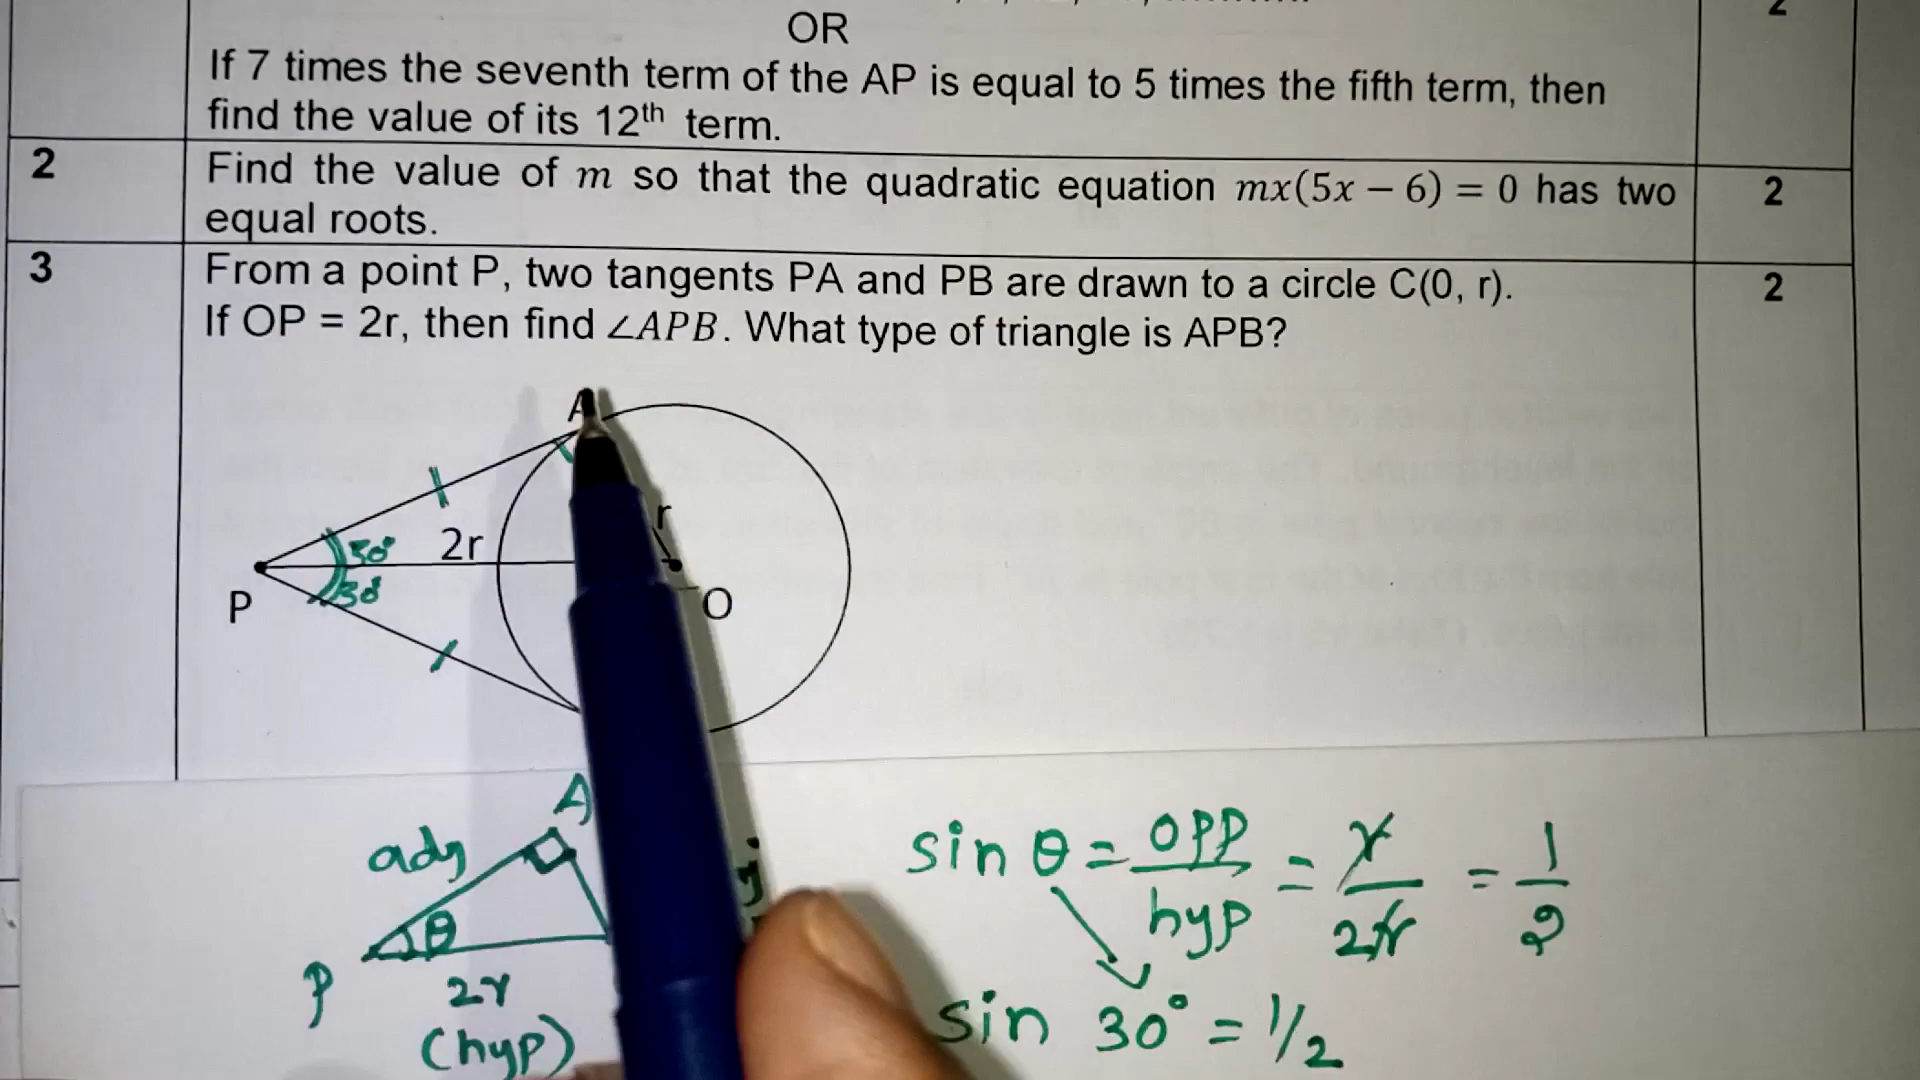 2
OR
If 7 times the seventh term of the AP is equal to 5 times the fifth term, then
find the value of its 12th term.
2
Find the value of m so that the quadratic equation mx(5x − 6) = 0 has two
equal roots.
2
3
From a point P, two tangents PA and PB are drawn to a circle C(0, r).
If OP = 2r, then find ∠APB. What type of triangle is APB?
2
A
r
30°
2r
30°
P
O
A
adj
θ
P
2r
(hyp)
sin θ = opp/hyp = r/2r = 1/2
sin 30° = 1/2